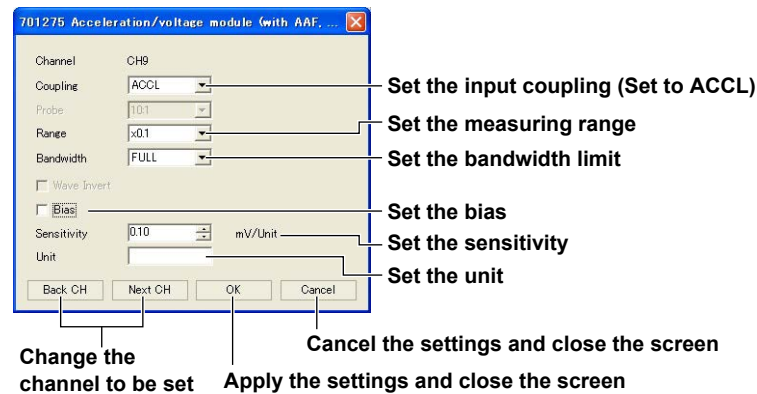 701275 Acceleration/voltage module (with AAF, ...
Channel CH9
Coupling ACCL Set the input coupling (Set to ACCL)
Probe 10:1
Range x0.1 Set the measuring range
Bandwidth FULL Set the bandwidth limit
Wave Invert
Bias Set the bias
Sensitivity 0.10 mV/Unit Set the sensitivity
Unit Set the unit
Back CH Next CH OK Cancel
Cancel the settings and close the screen
Change the
channel to be set Apply the settings and close the screen